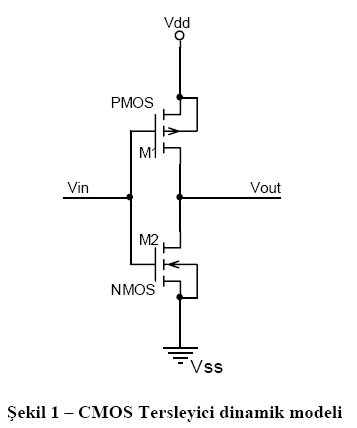 Vdd
PMOS
M1
Vin
Vout
M2
NMOS
Vss
Şekil 1 – CMOS Tersleyici dinamik modeli